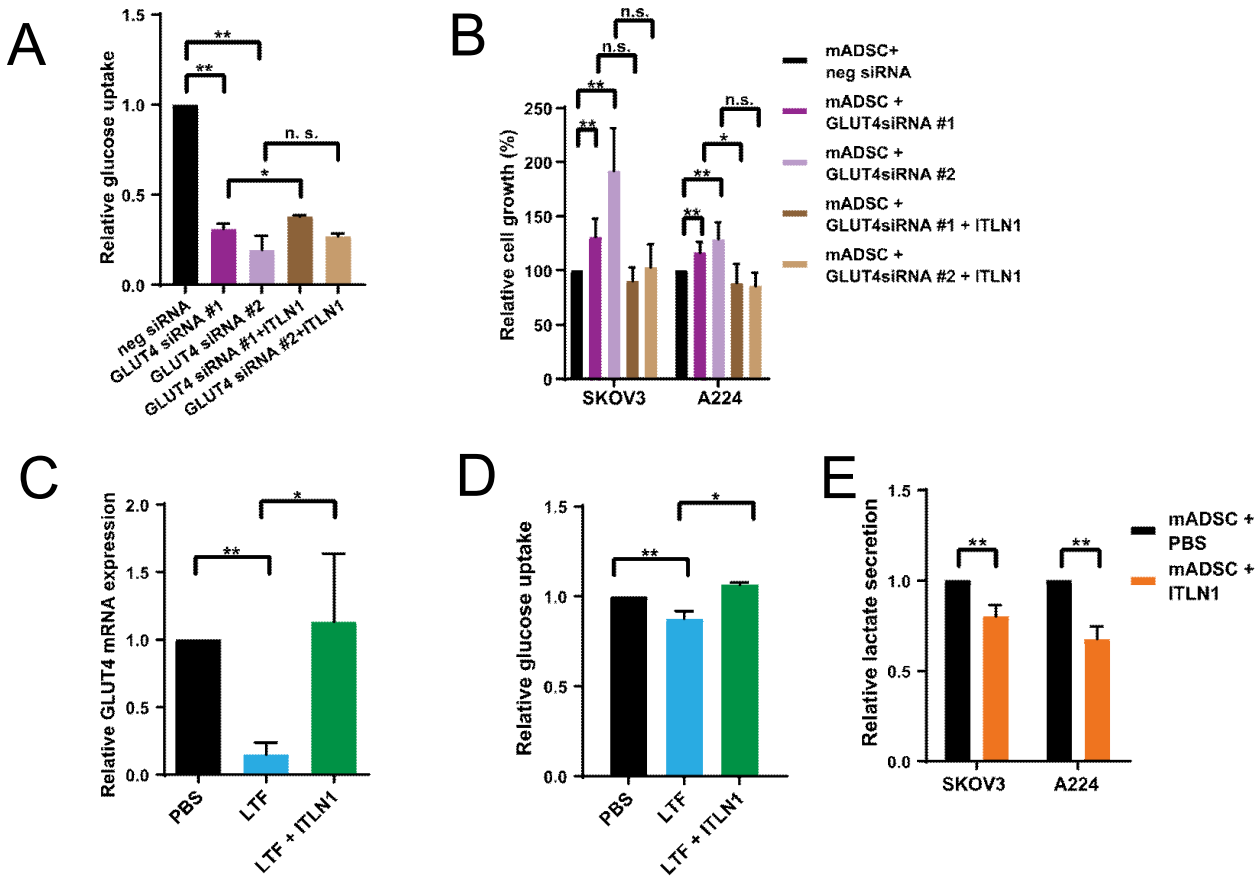 A
Relative glucose uptake
1.5
1.0
0.5
0.0
**
**
n. s.
*
neg siRNA
GLUT4 siRNA #1
GLUT4 siRNA #2
GLUT4 siRNA #1+ITLN1
GLUT4 siRNA #2+ITLN1
B
Relative cell growth (%)
250
200
150
100
50
0
n.s.
n.s.
**
**
n.s.
*
**
**
SKOV3
A224
mADSC+
neg siRNA
mADSC +
GLUT4siRNA #1
mADSC +
GLUT4siRNA #2
mADSC +
GLUT4siRNA #1 + ITLN1
mADSC +
GLUT4siRNA #2 + ITLN1
C
Relative GLUT4 mRNA expression
2.0
1.5
1.0
0.5
0.0
*
**
PBS
LTF
LTF + ITLN1
D
Relative glucose uptake
1.5
1.0
0.5
0.0
*
**
PBS
LTF
LTF + ITLN1
E
Relative lactate secretion
1.5
1.0
0.5
0.0
**
**
SKOV3
A224
mADSC +
PBS
mADSC +
ITLN1